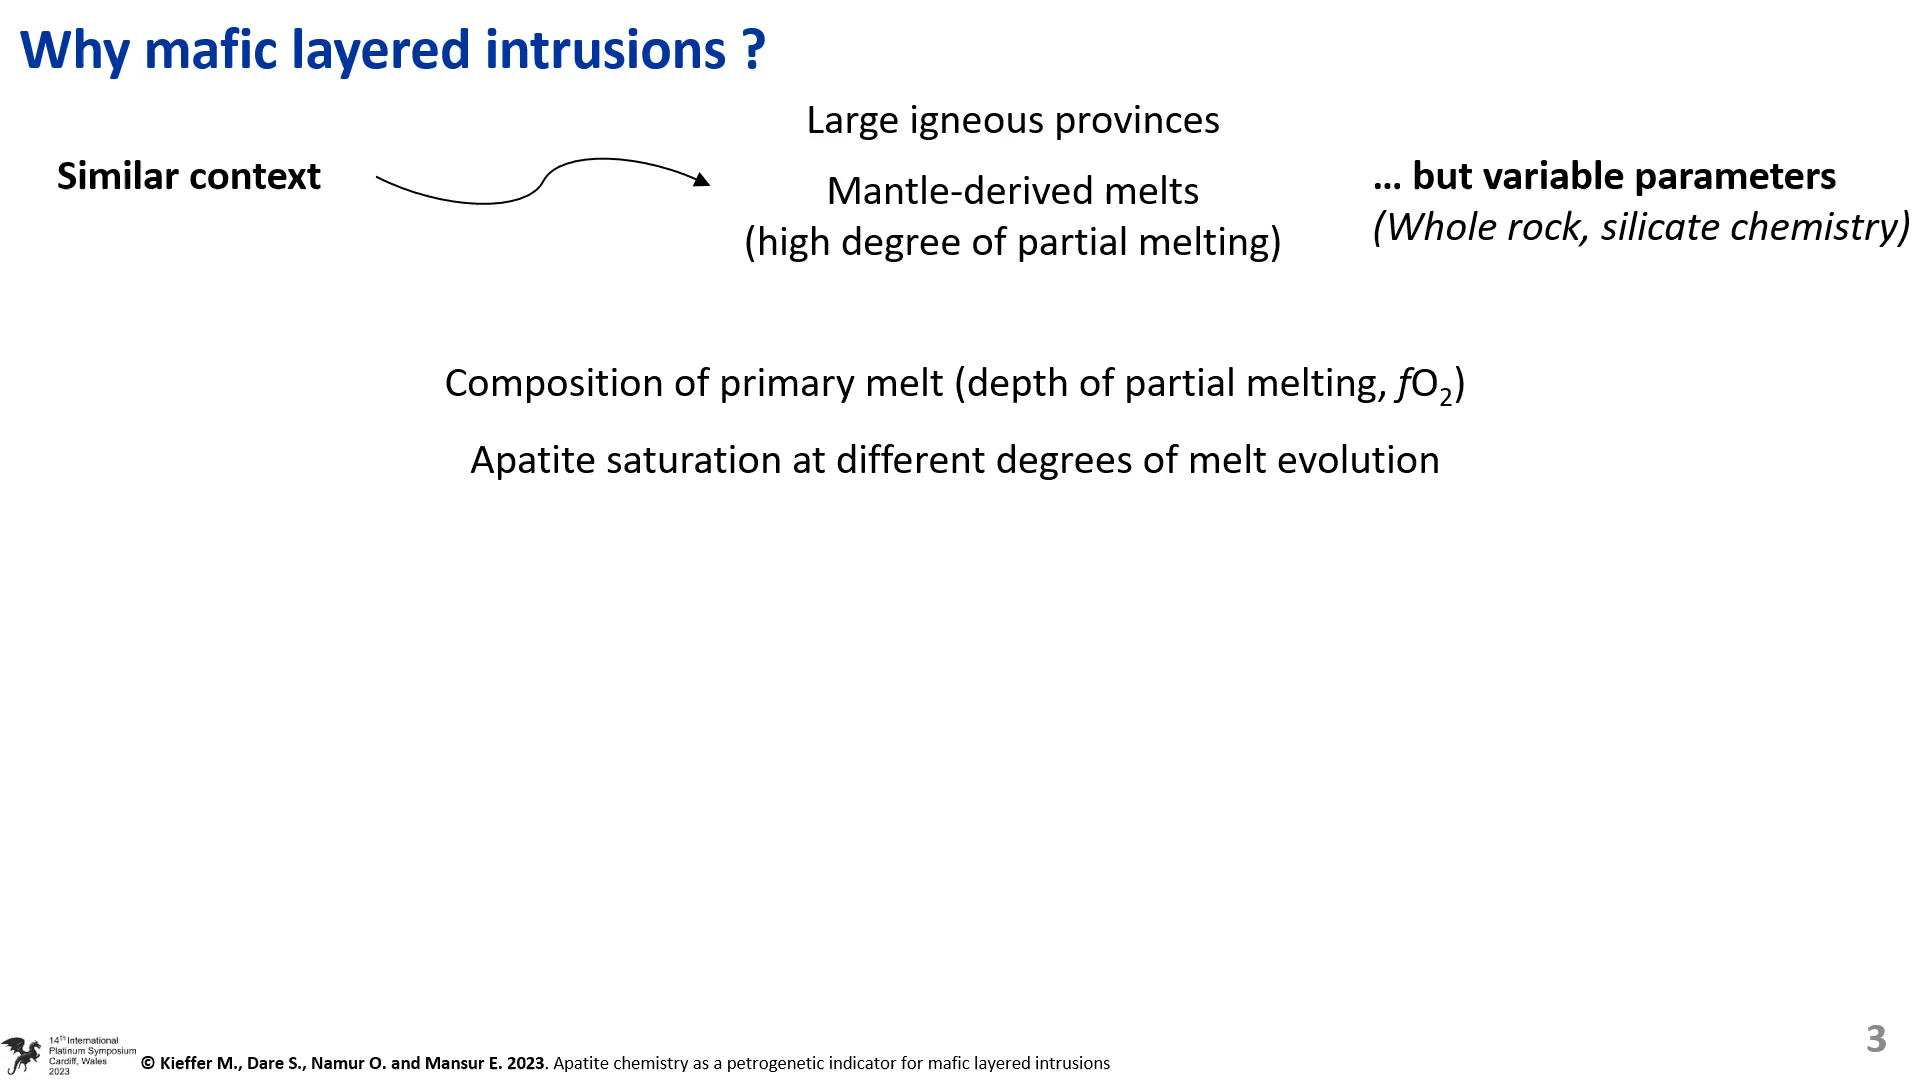 Why mafic layered intrusions ?
Large igneous provinces
Similar context
Mantle-derived melts
(high degree of partial melting)
... but variable parameters
(Whole rock, silicate chemistry)
Composition of primary melt (depth of partial melting, fO₂)
Apatite saturation at different degrees of melt evolution
14th International
Platinum Symposium
Cardiff, Wales
2023
© Kieffer M., Dare S., Namur O. and Mansur E. 2023. Apatite chemistry as a petrogenetic indicator for mafic layered intrusions
3